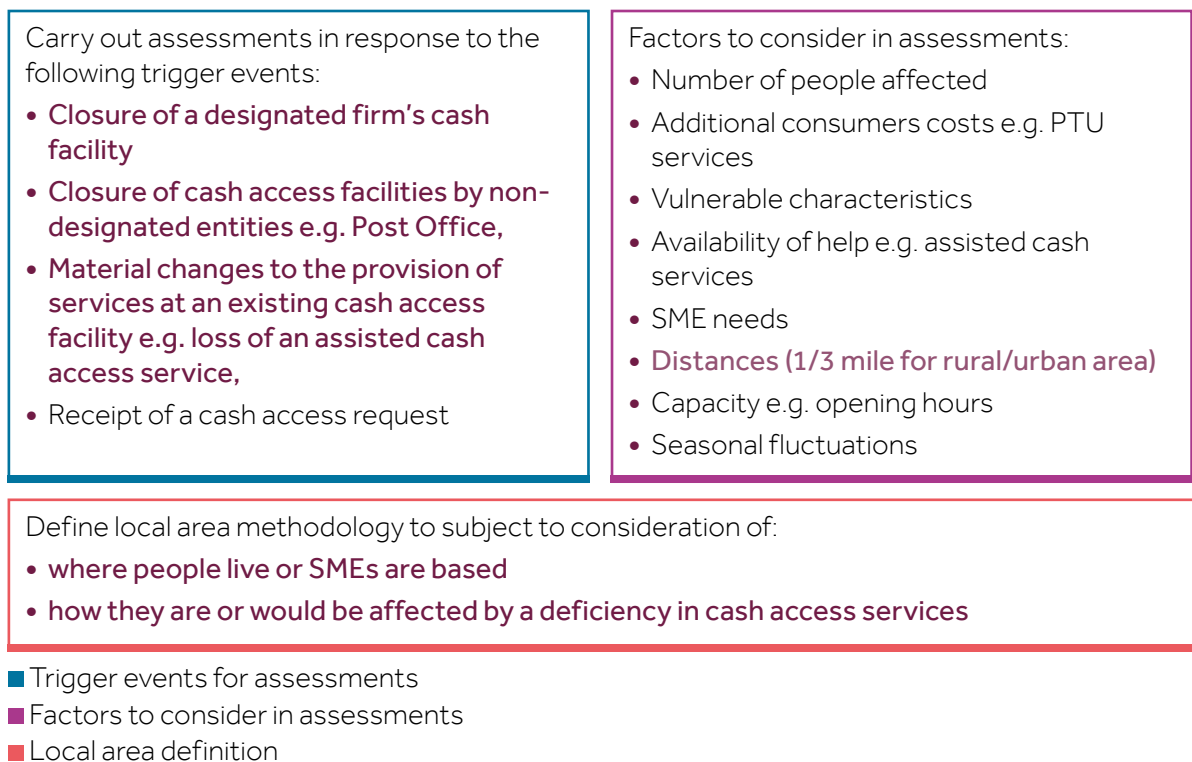 Carry out assessments in response to the
following trigger events:
• Closure of a designated firm's cash
facility
• Closure of cash access facilities by non-
designated entities e.g. Post Office,
• Material changes to the provision of
services at an existing cash access
facility e.g. loss of an assisted cash
access service,
• Receipt of a cash access request
Factors to consider in assessments:
• Number of people affected
• Additional consumers costs e.g. PTU
services
• Vulnerable characteristics
• Availability of help e.g. assisted cash
services
• SME needs
• Distances (1/3 mile for rural/urban area)
• Capacity e.g. opening hours
• Seasonal fluctuations
Define local area methodology to subject to consideration of:
• where people live or SMEs are based
• how they are or would be affected by a deficiency in cash access services
Trigger events for assessments
Factors to consider in assessments
Local area definition